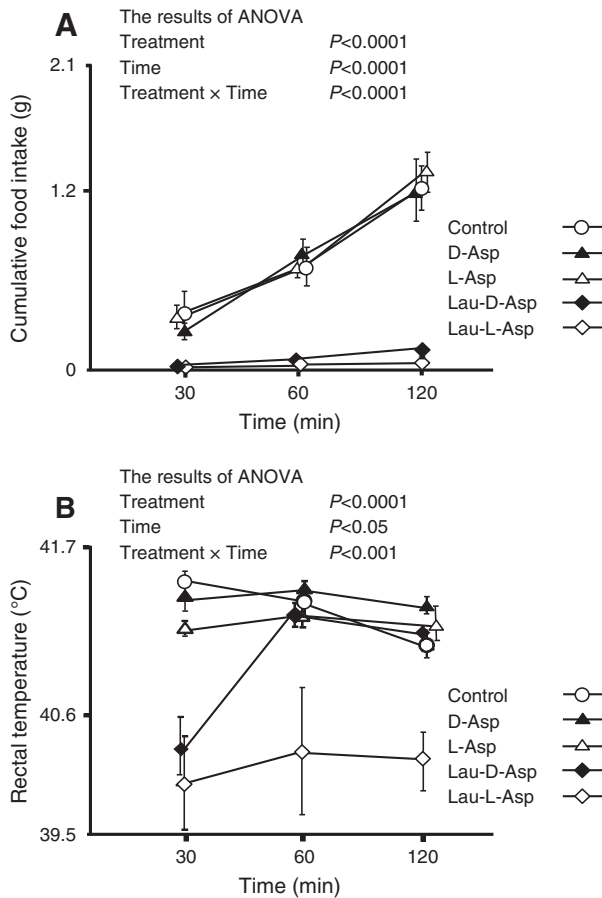 A
The results of ANOVA
Treatment P<0.0001
Time P<0.0001
Treatment × Time P<0.0001
2.1
1.2
0
Cumulative food intake (g)
30 60 120
Time (min)
Control
D-Asp
L-Asp
Lau-D-Asp
Lau-L-Asp
B
The results of ANOVA
Treatment P<0.0001
Time P<0.05
Treatment × Time P<0.001
41.7
40.6
39.5
Rectal temperature (°C)
30 60 120
Time (min)
Control
D-Asp
L-Asp
Lau-D-Asp
Lau-L-Asp